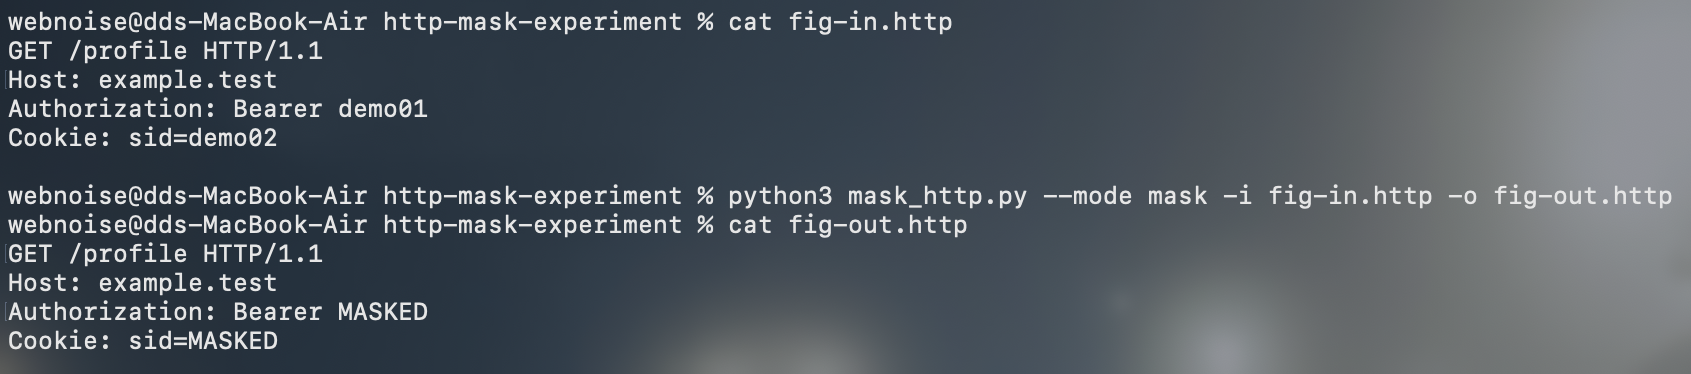 webnoise@dds-MacBook-Air http-mask-experiment % cat fig-in.http
GET /profile HTTP/1.1
Host: example.test
Authorization: Bearer demo01
Cookie: sid=demo02
webnoise@dds-MacBook-Air http-mask-experiment % python3 mask_http.py --mode mask -i fig-in.http -o fig-out.http
webnoise@dds-MacBook-Air http-mask-experiment % cat fig-out.http
GET /profile HTTP/1.1
Host: example.test
Authorization: Bearer MASKED
Cookie: sid=MASKED